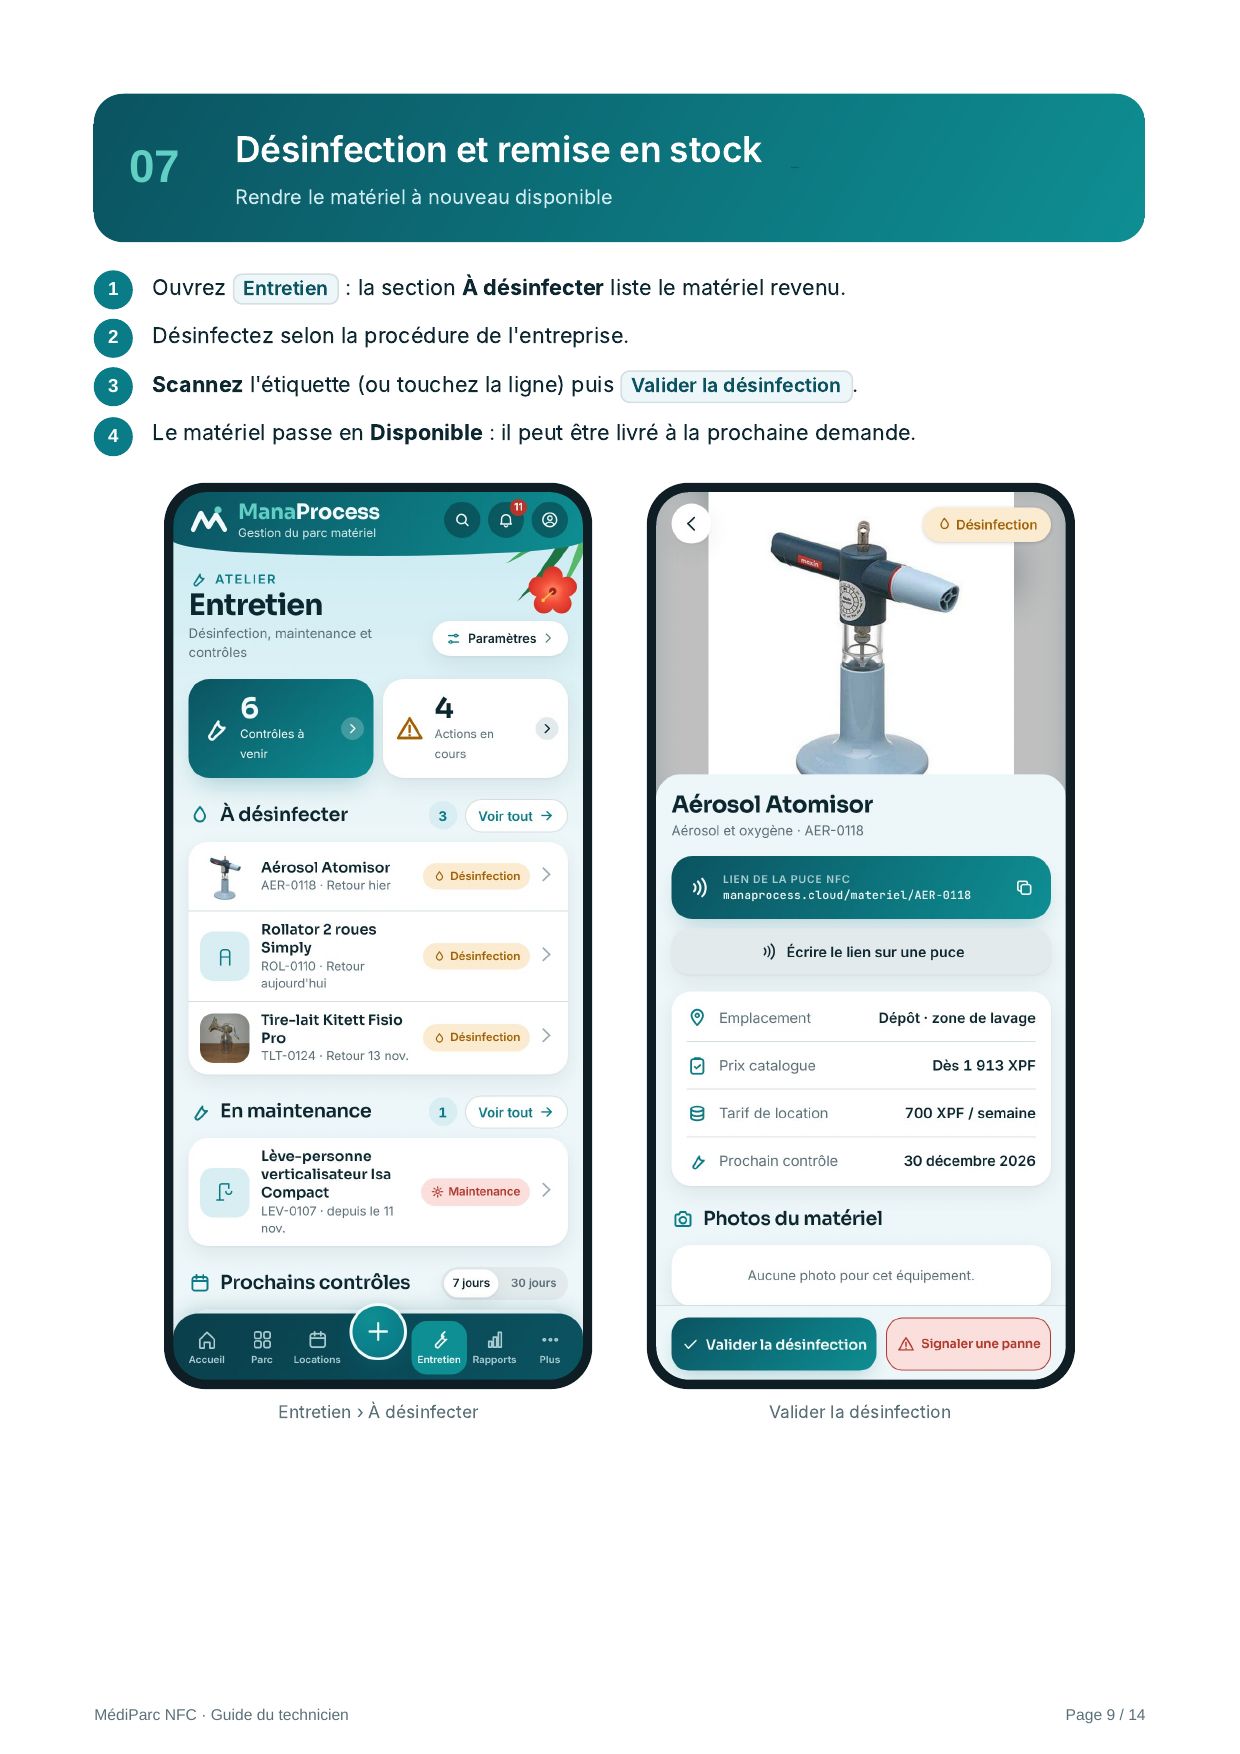 07
Désinfection et remise en stock
Rendre le matériel à nouveau disponible
1 Ouvrez Entretien : la section À désinfecter liste le matériel revenu.
2 Désinfectez selon la procédure de l'entreprise.
3 Scannez l'étiquette (ou touchez la ligne) puis Valider la désinfection.
4 Le matériel passe en Disponible : il peut être livré à la prochaine demande.
ManaProcess
Gestion du parc matériel
11
ATELIER
Entretien
Désinfection, maintenance et
contrôles
Paramètres
6
Contrôles à
venir
4
Actions en
cours
À désinfecter
3
Voir tout
Aérosol Atomisor
AER-0118 · Retour hier
Désinfection
Rollator 2 roues
Simply
ROL-0110 · Retour
aujourd'hui
Désinfection
Tire-lait Kitett Fisio
Pro
TLT-0124 · Retour 13 nov.
Désinfection
En maintenance
1
Voir tout
Lève-personne
verticalisateur Isa
Compact
LEV-0107 · depuis le 11
nov.
Maintenance
Prochains contrôles
7 jours 30 jours
Accueil
Parc
Locations
Entretien
Rapports
Plus
Entretien › À désinfecter
Désinfection
Aérosol Atomisor
Aérosol et oxygène · AER-0118
LIEN DE LA PUCE NFC
manaprocess.cloud/materiel/AER-0118
Écrire le lien sur une puce
Emplacement Dépôt · zone de lavage
Prix catalogue Dès 1 913 XPF
Tarif de location 700 XPF / semaine
Prochain contrôle 30 décembre 2026
Photos du matériel
Aucune photo pour cet équipement.
Valider la désinfection
Signaler une panne
Valider la désinfection
MédiParc NFC · Guide du technicien
Page 9 / 14